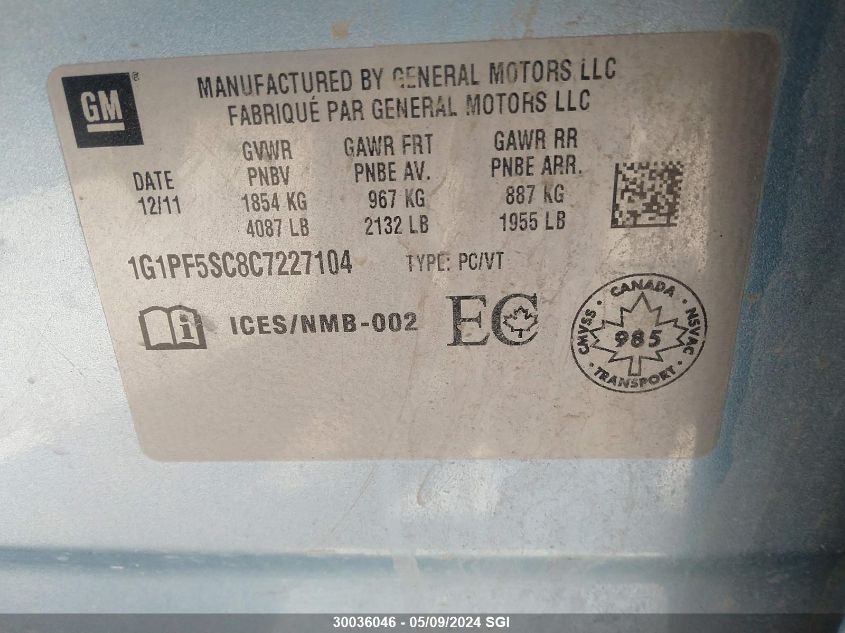 GM ®
MANUFACTURED BY GENERAL MOTORS LLC
FABRIQUÉ PAR GENERAL MOTORS LLC
DATE
12/11
GVWR
PNBV
1854 KG
4087 LB
GAWR FRT
PNBE AV.
967 KG
2132 LB
GAWR RR
PNBE ARR.
887 KG
1955 LB
1G1PF5SC8C7227104 TYPE: PC/VT
i ICES/NMB-002 EC
CANADA
CMVSS 985 NSVAC
TRANSPORT
30036046 - 05/09/2024 SGI